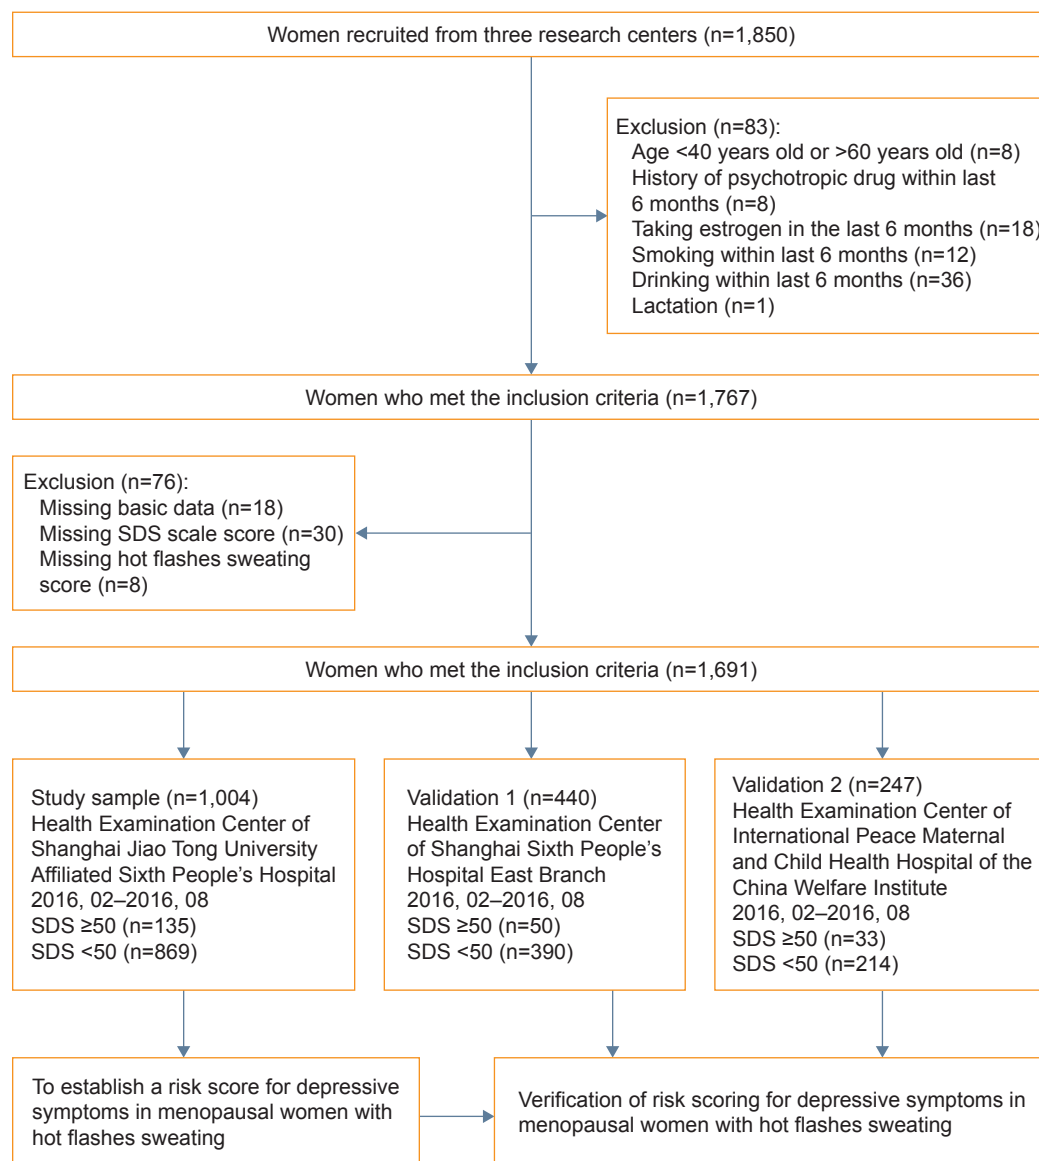 Women recruited from three research centers (n=1,850)
Exclusion (n=83):
Age <40 years old or >60 years old (n=8)
History of psychotropic drug within last
6 months (n=8)
Taking estrogen in the last 6 months (n=18)
Smoking within last 6 months (n=12)
Drinking within last 6 months (n=36)
Lactation (n=1)
Women who met the inclusion criteria (n=1,767)
Exclusion (n=76):
Missing basic data (n=18)
Missing SDS scale score (n=30)
Missing hot flashes sweating
score (n=8)
Women who met the inclusion criteria (n=1,691)
Study sample (n=1,004)
Health Examination Center of
Shanghai Jiao Tong University
Affiliated Sixth People's Hospital
2016, 02–2016, 08
SDS ≥50 (n=135)
SDS <50 (n=869)
Validation 1 (n=440)
Health Examination Center
of Shanghai Sixth People's
Hospital East Branch
2016, 02–2016, 08
SDS ≥50 (n=50)
SDS <50 (n=390)
Validation 2 (n=247)
Health Examination Center of
International Peace Maternal
and Child Health Hospital of the
China Welfare Institute
2016, 02–2016, 08
SDS ≥50 (n=33)
SDS <50 (n=214)
To establish a risk score for depressive
symptoms in menopausal women with
hot flashes sweating
Verification of risk scoring for depressive symptoms in
menopausal women with hot flashes sweating